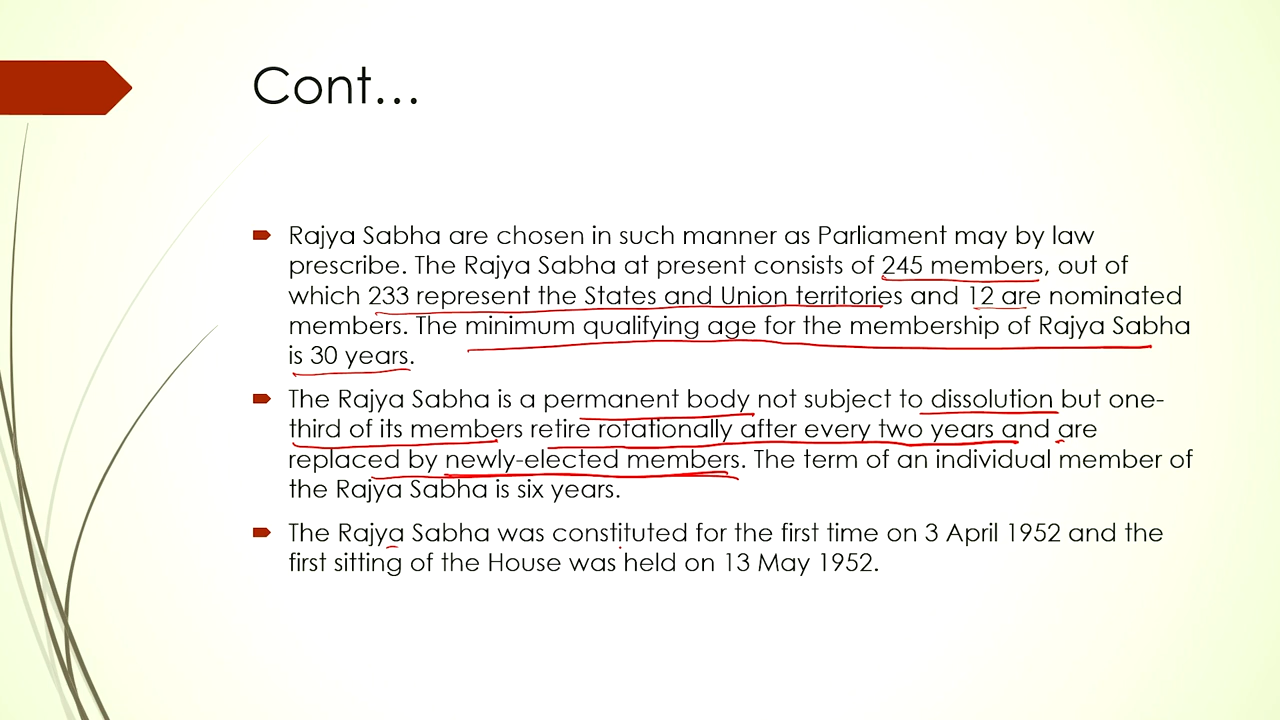 Cont...
Rajya Sabha are chosen in such manner as Parliament may by law
prescribe. The Rajya Sabha at present consists of 245 members, out of
which 233 represent the States and Union territories and 12 are nominated
members. The minimum qualifying age for the membership of Rajya Sabha
is 30 years.
The Rajya Sabha is a permanent body not subject to dissolution but one-
third of its members retire rotationally after every two years and are
replaced by newly-elected members. The term of an individual member of
the Rajya Sabha is six years.
The Rajya Sabha was constituted for the first time on 3 April 1952 and the
first sitting of the House was held on 13 May 1952.